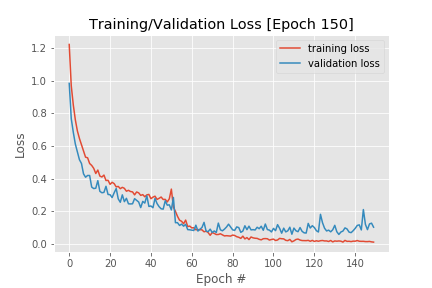 Training/Validation Loss [Epoch 150]
training loss
validation loss
1.2
1.0
0.8
0.6
0.4
0.2
0.0
Loss
0 20 40 60 80 100 120 140
Epoch #